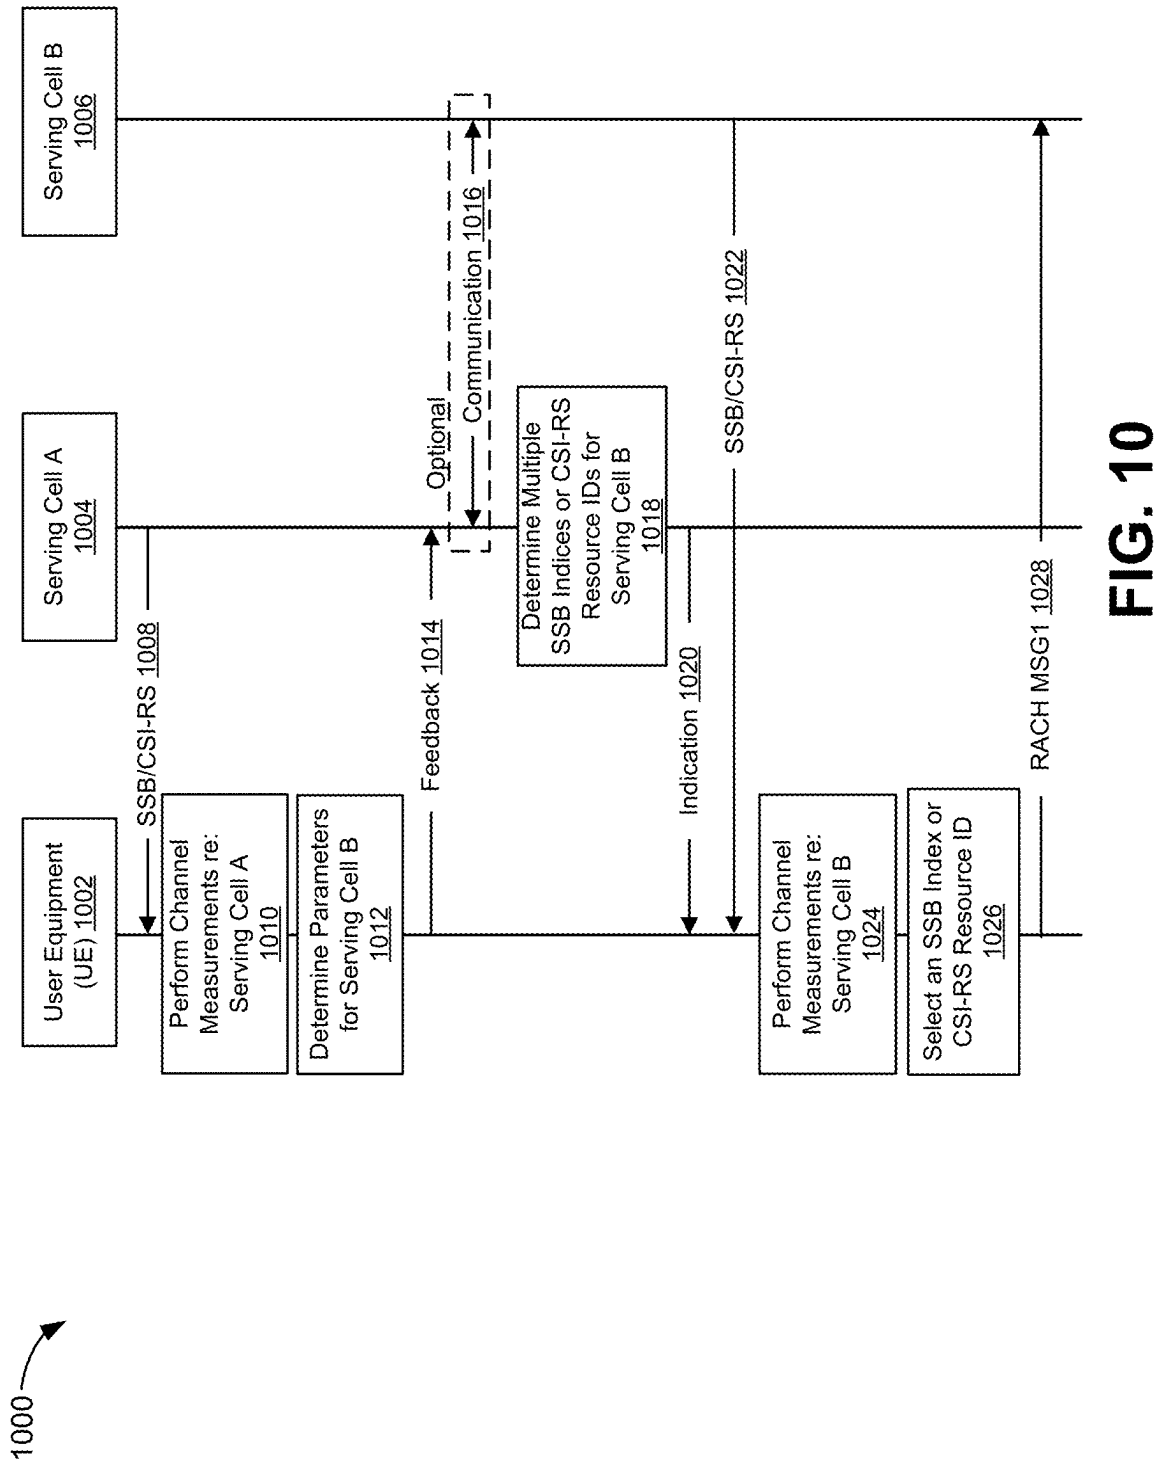 1000
User Equipment
(UE) 1002
Serving Cell A
1004
Serving Cell B
1006
SSB/CSI-RS 1008
Perform Channel
Measurements re:
Serving Cell A
1010
Determine Parameters
for Serving Cell B
1012
Feedback 1014
Optional
Communication 1016
Determine Multiple
SSB Indices or CSI-RS
Resource IDs for
Serving Cell B
1018
Indication 1020
SSB/CSI-RS 1022
Perform Channel
Measurements re:
Serving Cell B
1024
Select an SSB Index or
CSI-RS Resource ID
1026
RACH MSG1 1028
FIG. 10